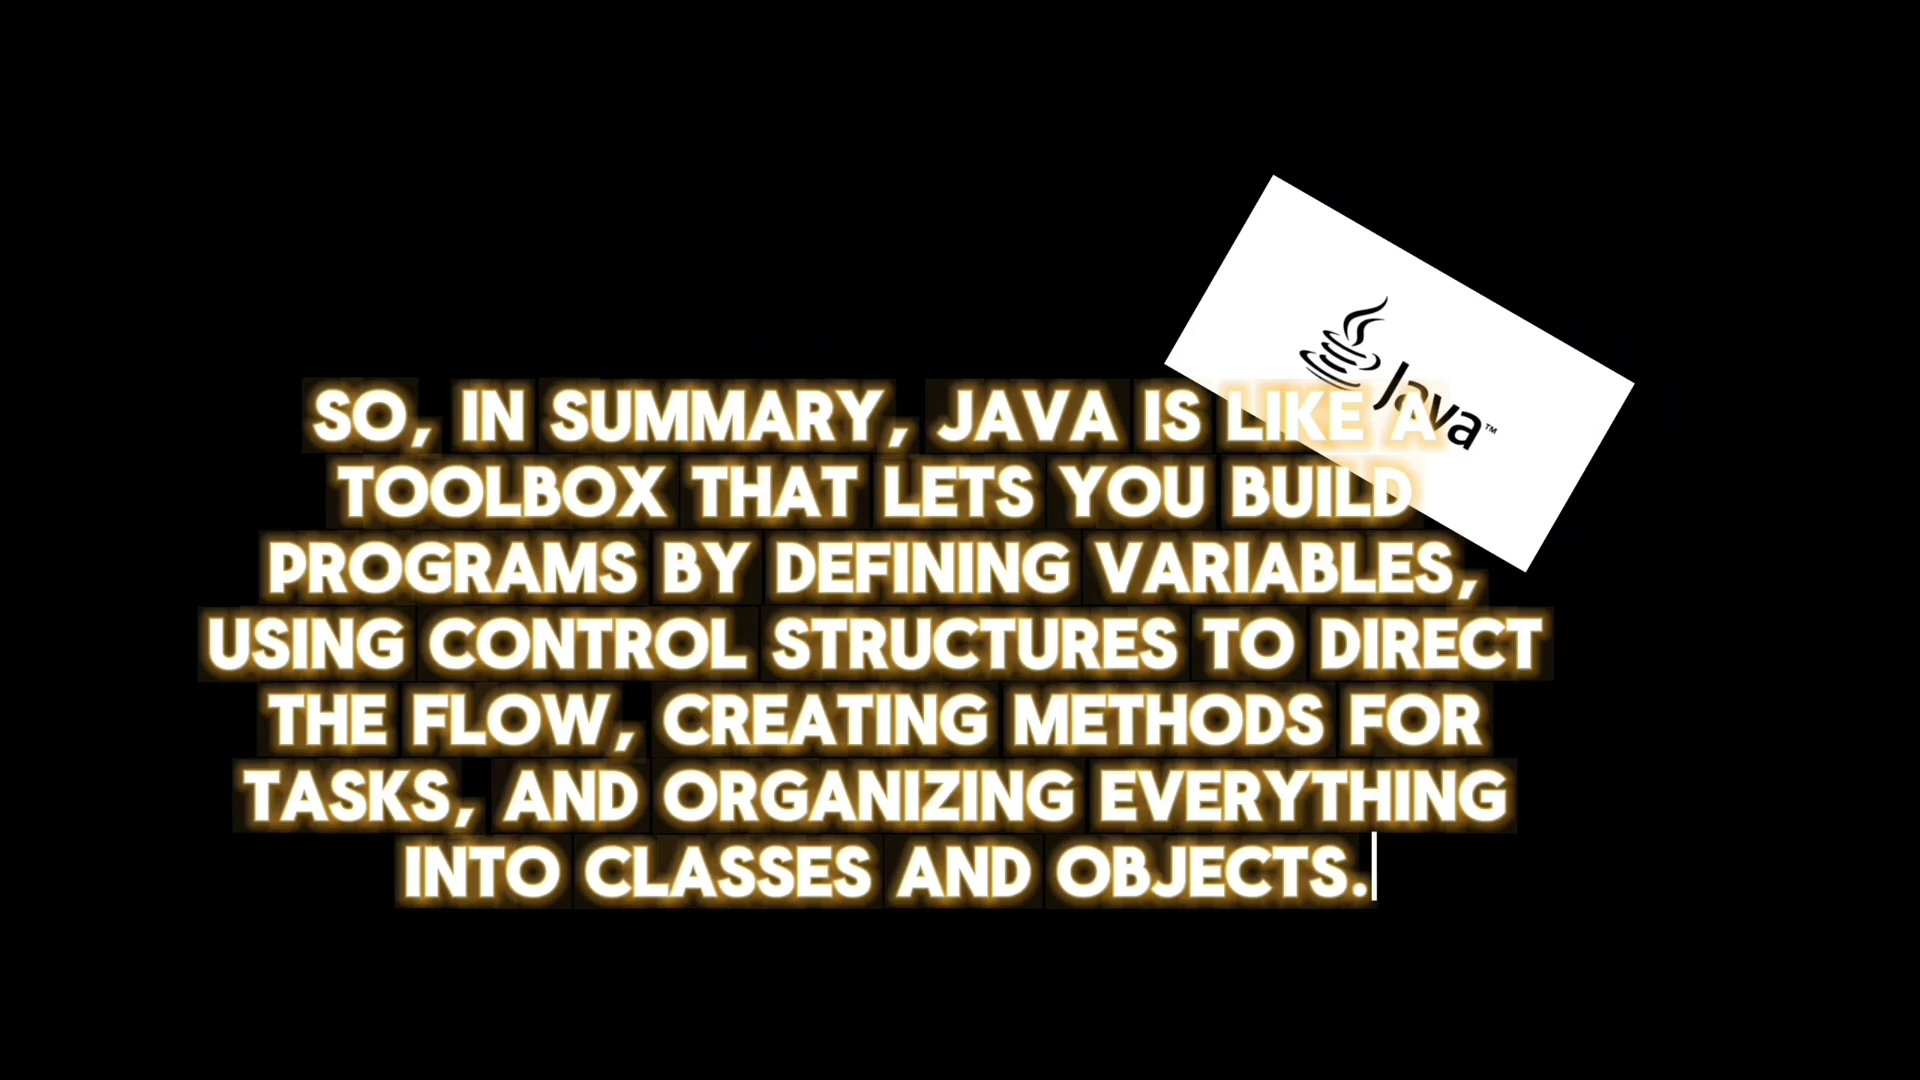 Java™
SO, IN SUMMARY, JAVA IS LIKE A
TOOLBOX THAT LETS YOU BUILD
PROGRAMS BY DEFINING VARIABLES,
USING CONTROL STRUCTURES TO DIRECT
THE FLOW, CREATING METHODS FOR
TASKS, AND ORGANIZING EVERYTHING
INTO CLASSES AND OBJECTS.